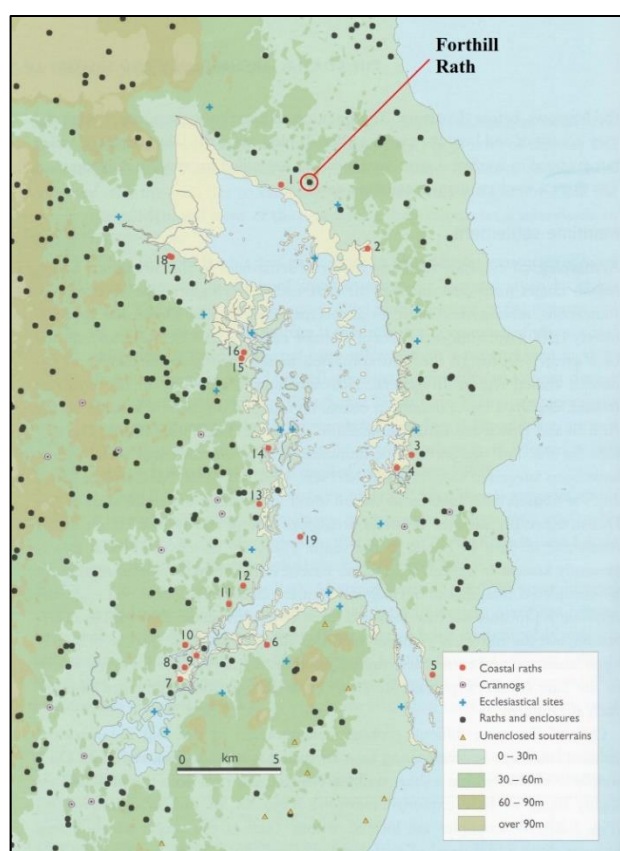 Forthill
Rath
1
2
18
17
16
15
14
3
4
13
19
12
11
10
6
8
9
7
5
0 km 5
Coastal raths
Crannogs
Ecclesiastical sites
Raths and enclosures
Unenclosed souterrains
0 – 30m
30 – 60m
60 – 90m
over 90m